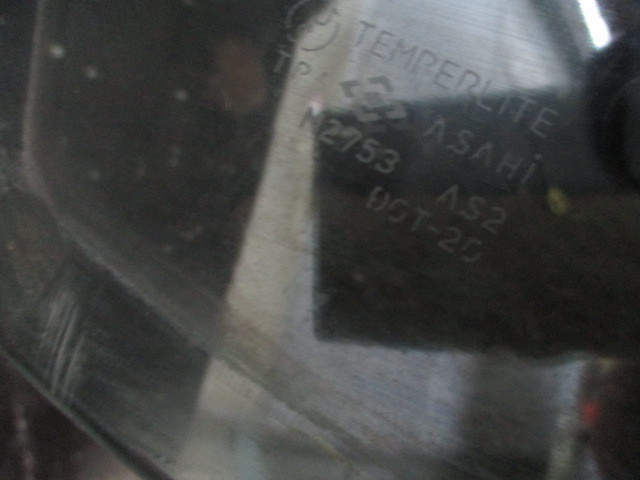 TEMPERLITE
ASAHi
M2753 AS2
DOT-20